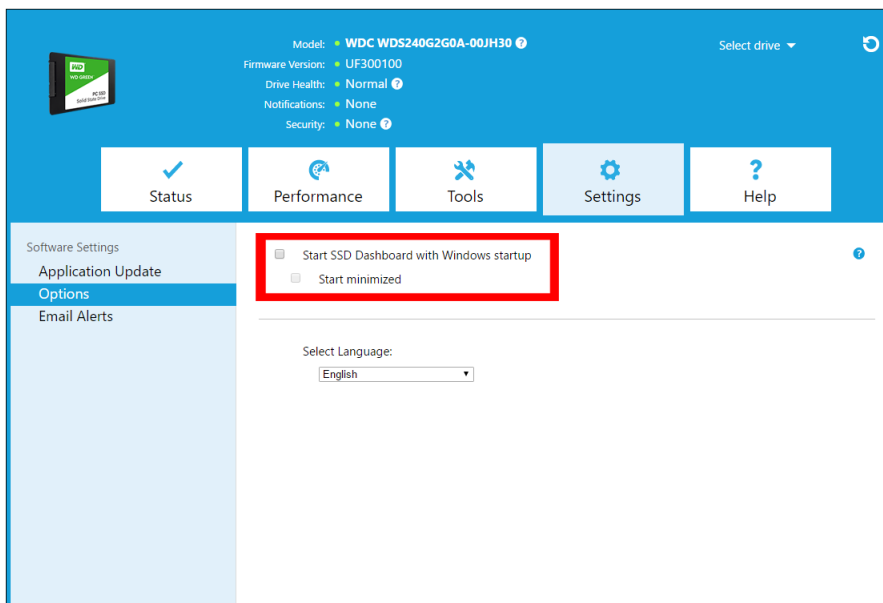 WD
WD GREEN
PC SSD
Solid State Drive
Model: • WDC WDS240G2G0A-00JH30 ?
Firmware Version: • UF300100
Drive Health: • Normal ?
Notifications: • None
Security: • None ?
Select drive
Status
Performance
Tools
Settings
Help
Software Settings
Application Update
Options
Email Alerts
Start SSD Dashboard with Windows startup
Start minimized
?
Select Language:
English